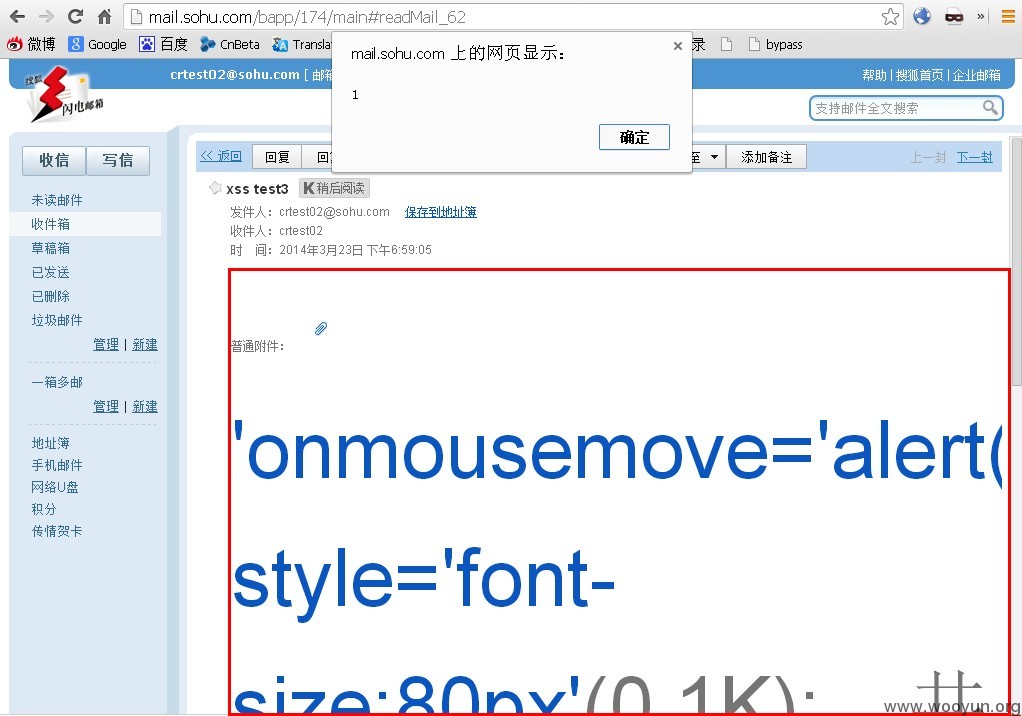 mail.sohu.com/bapp/174/main#readMail_62
微博 Google 百度 CnBeta Transla 录 bypass
mail.sohu.com 上的网页显示:
1
确定
crtest02@sohu.com [ 邮箱
帮助 | 搜狐首页 | 企业邮箱
搜狐 闪电邮箱
支持邮件全文搜索
收信 写信
<< 返回 回复 回 至 添加备注 上一封 下一封
未读邮件
收件箱
草稿箱
已发送
已删除
垃圾邮件
管理 | 新建
一箱多邮
管理 | 新建
地址簿
手机邮件
网络U盘
积分
传情贺卡
xss test3 K 稍后阅读
发件人: crtest02@sohu.com 保存到地址簿
收件人: crtest02
时 间: 2014年3月23日 下午6:59:05
普通附件:
'onmousemove='alert(
style='font-
size:80px'(0.1K);
www.wooyun.org